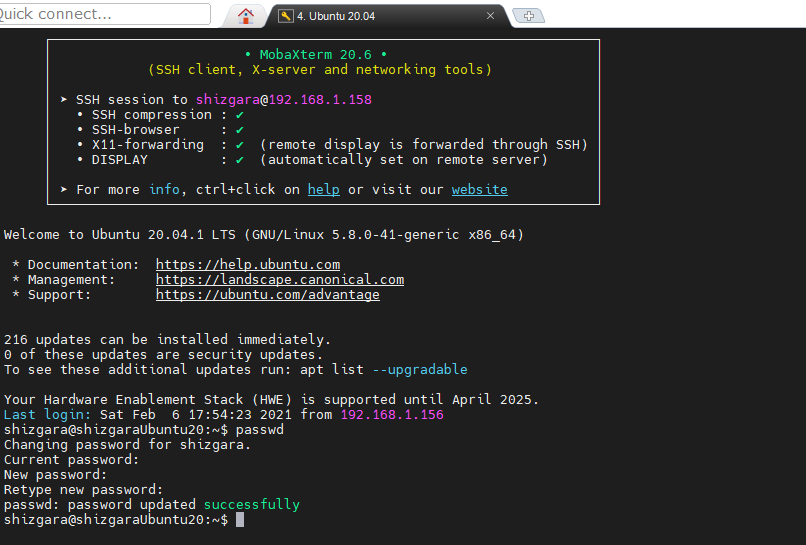 Quick connect...
4. Ubuntu 20.04
• MobaXterm 20.6 •
(SSH client, X-server and networking tools)
➤ SSH session to shizgara@192.168.1.158
• SSH compression : ✔
• SSH-browser     : ✔
• X11-forwarding  : ✔  (remote display is forwarded through SSH)
• DISPLAY         : ✔  (automatically set on remote server)
➤ For more info, ctrl+click on help or visit our website
Welcome to Ubuntu 20.04.1 LTS (GNU/Linux 5.8.0-41-generic x86_64)
* Documentation:  https://help.ubuntu.com
* Management:     https://landscape.canonical.com
* Support:        https://ubuntu.com/advantage
216 updates can be installed immediately.
0 of these updates are security updates.
To see these additional updates run: apt list --upgradable
Your Hardware Enablement Stack (HWE) is supported until April 2025.
Last login: Sat Feb  6 17:54:23 2021 from 192.168.1.156
shizgara@shizgaraUbuntu20:~$ passwd
Changing password for shizgara.
Current password:
New password:
Retype new password:
passwd: password updated successfully
shizgara@shizgaraUbuntu20:~$